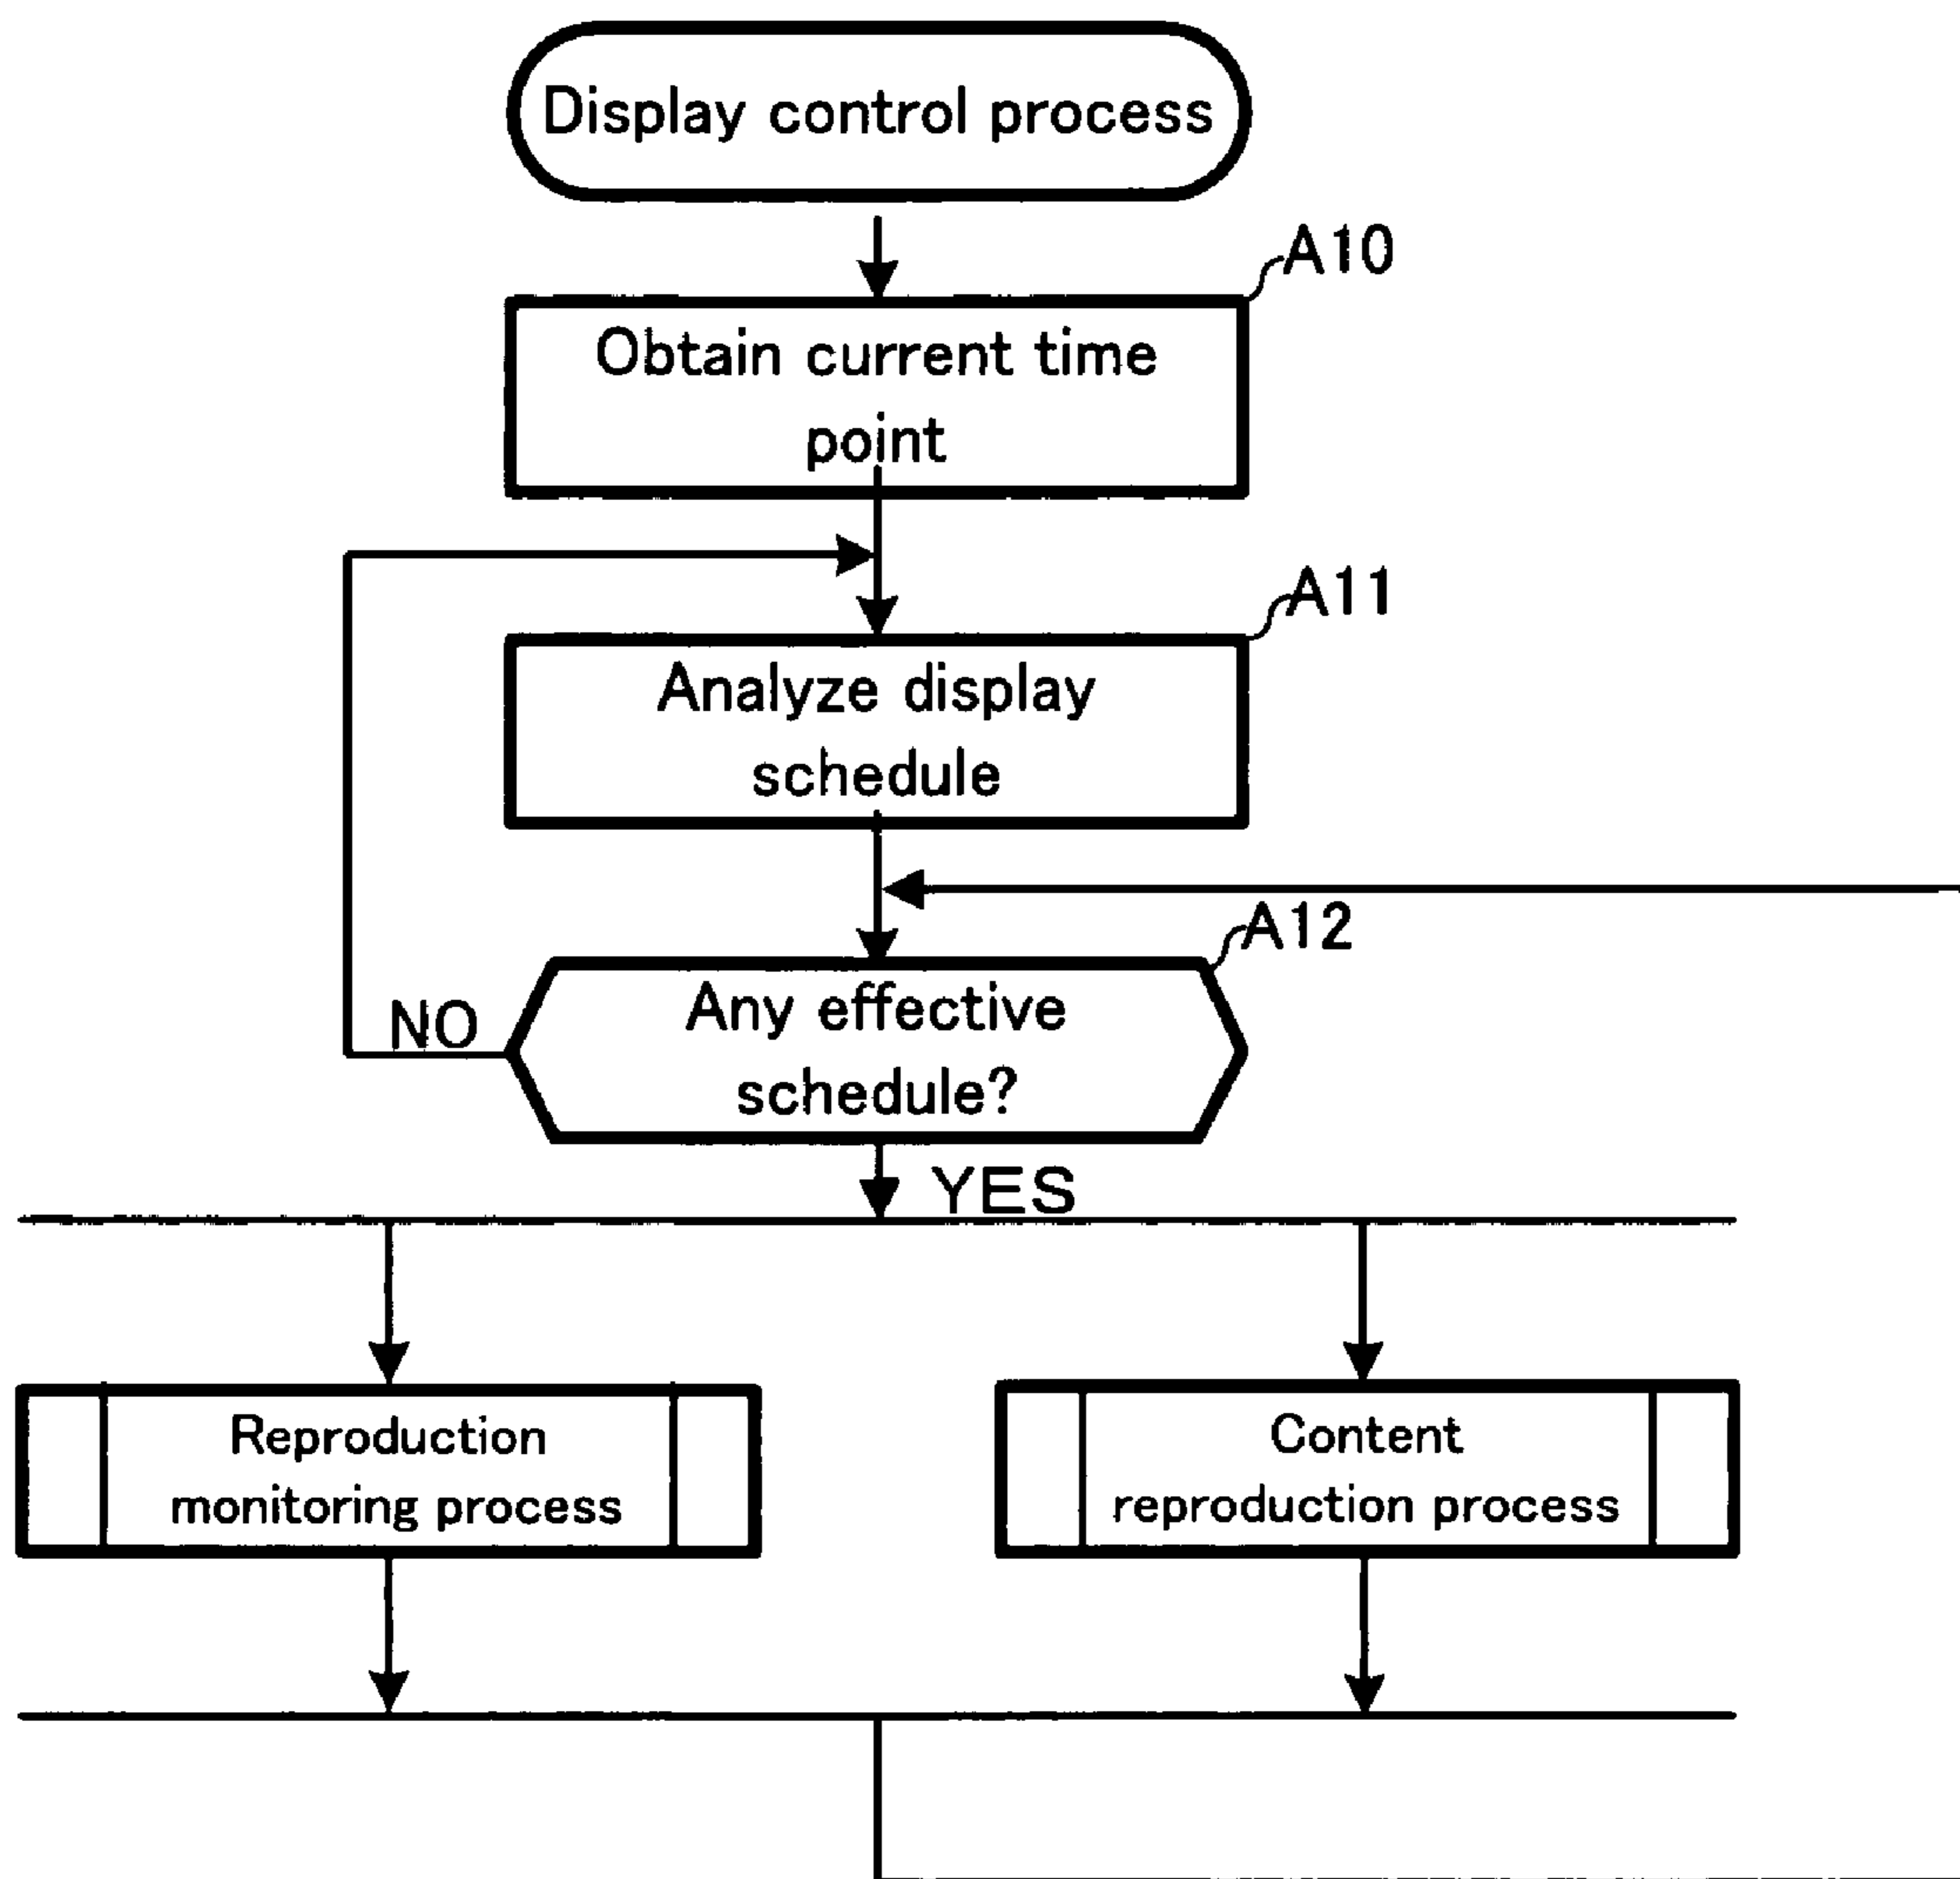 Display control process
A10
Obtain current time
point
A11
Analyze display
schedule
A12
Any effective
schedule?
NO
YES
Reproduction
monitoring process
Content
reproduction process